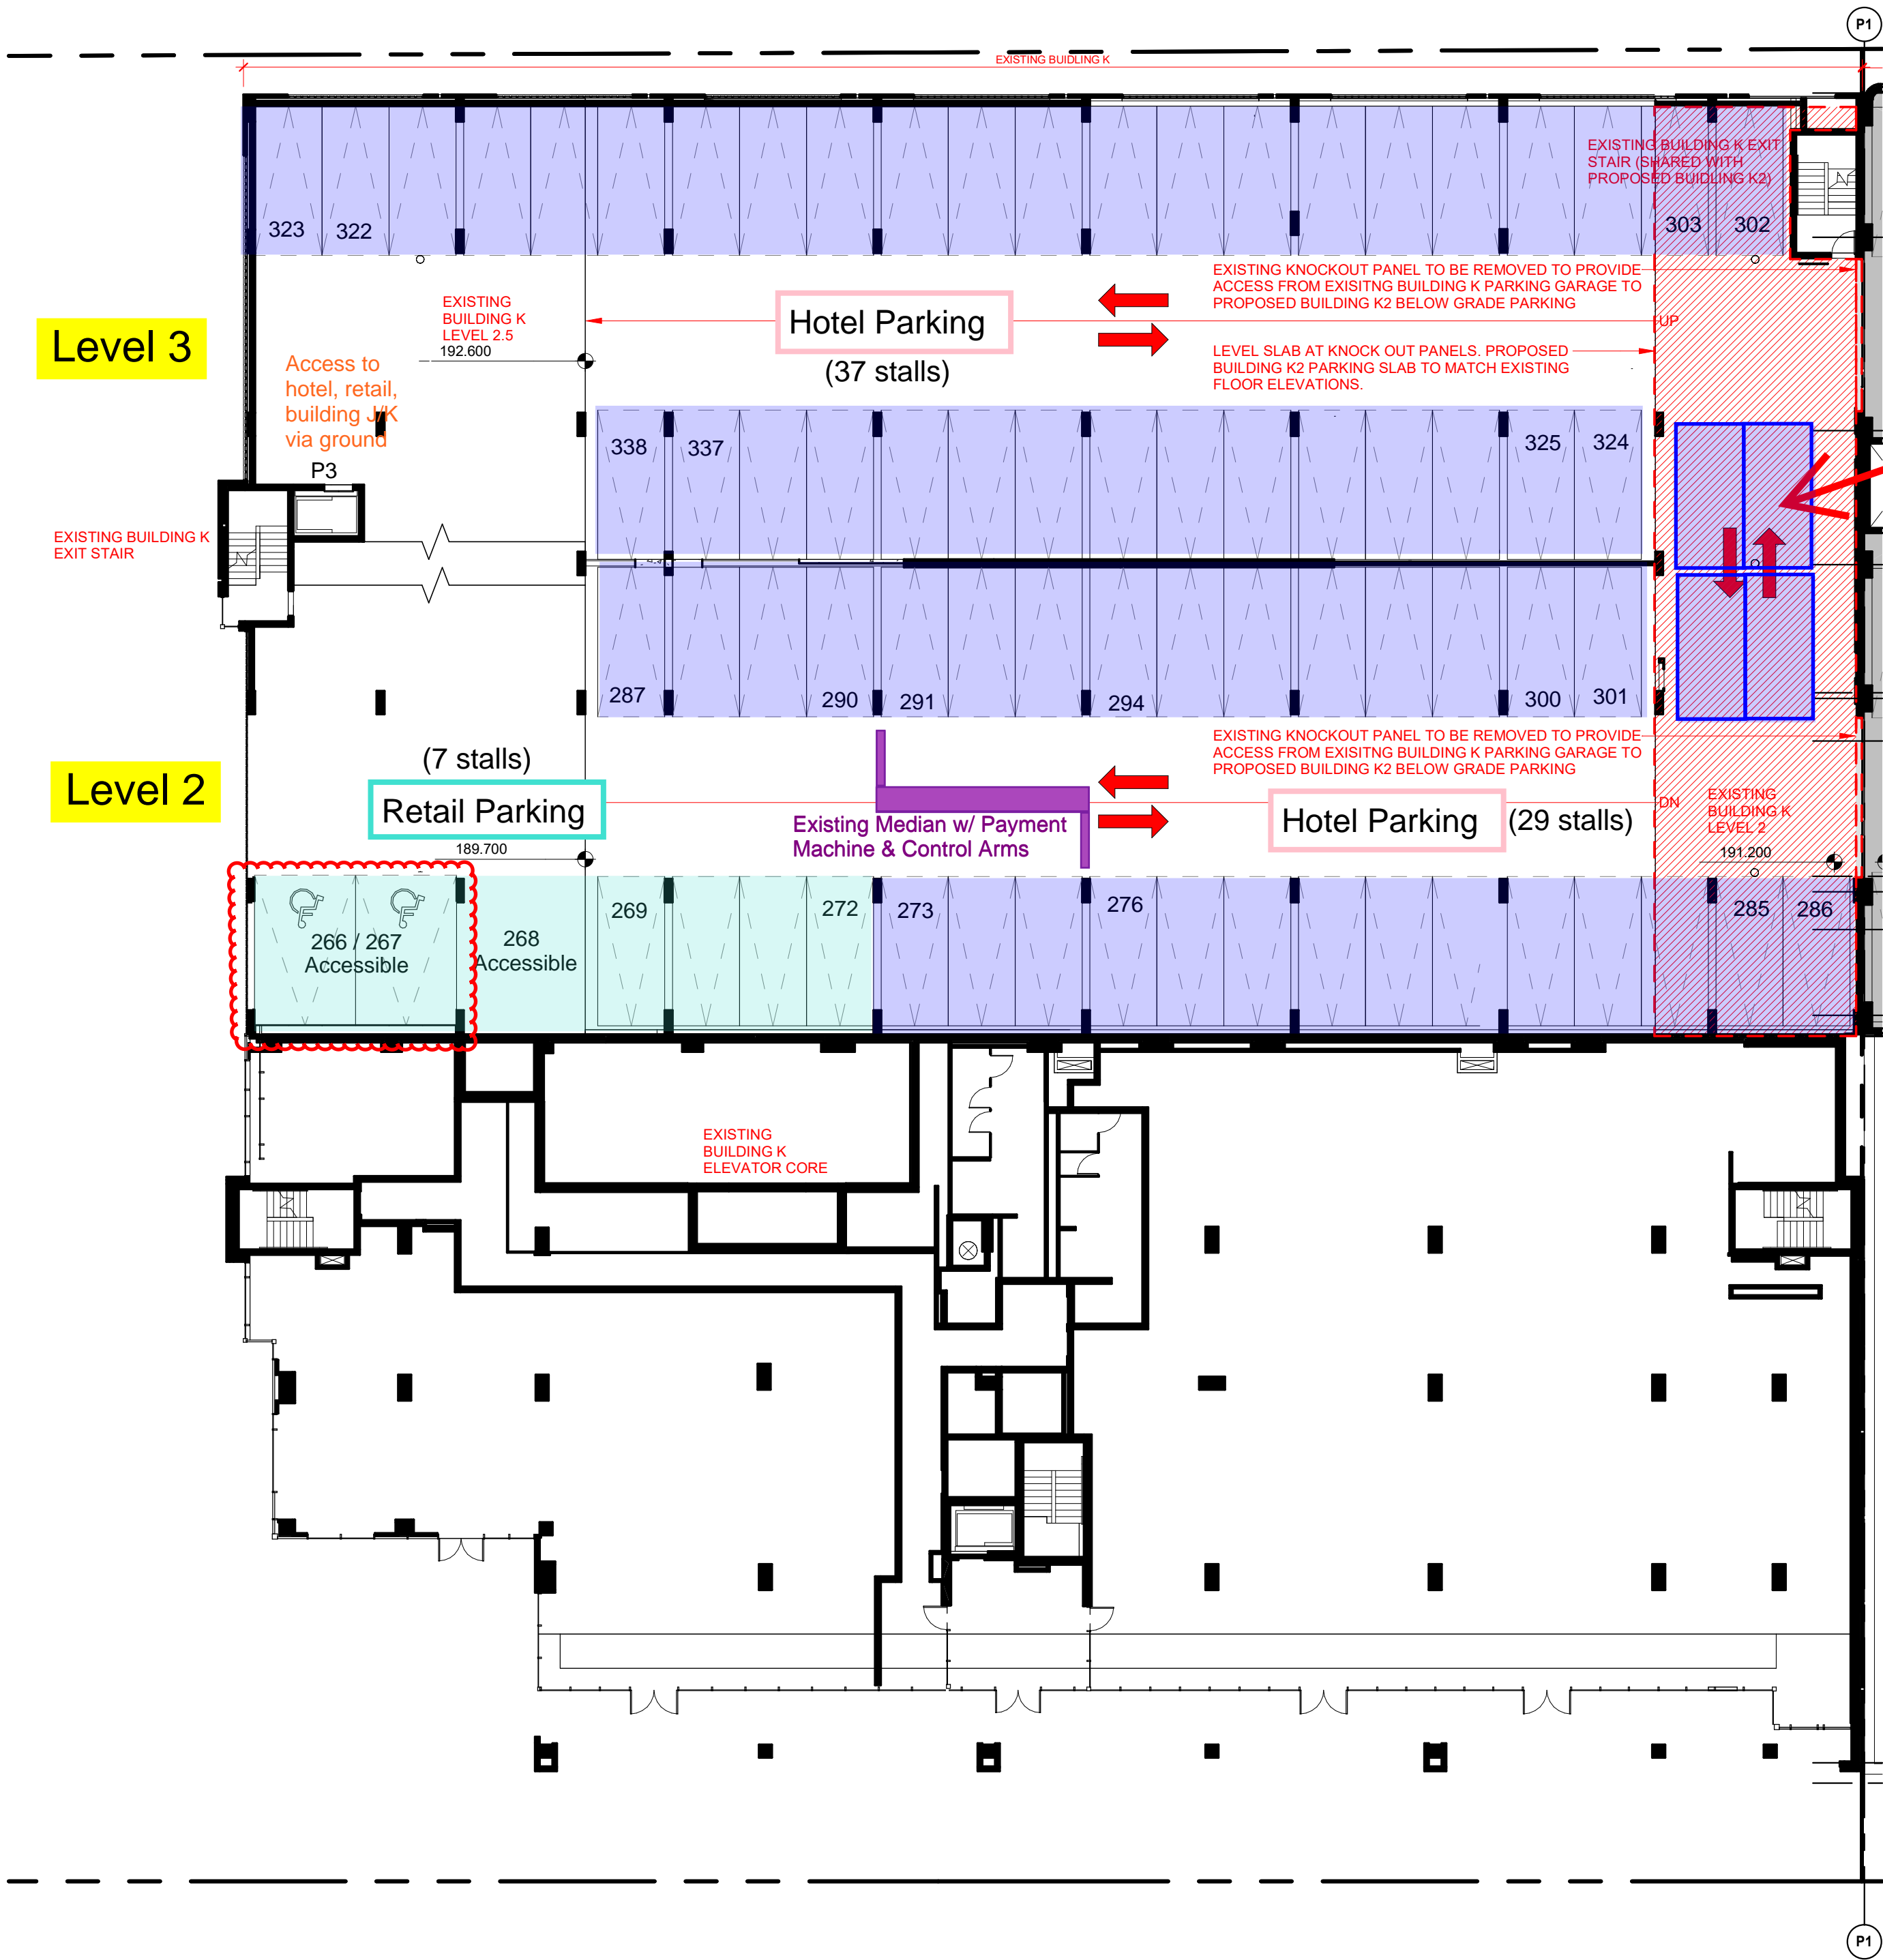 P1
EXISTING BUIDLING K
EXISTING BUILDING K EXIT
STAIR (SHARED WITH
PROPOSED BUIDLING K2)
323
322
303
302
EXISTING KNOCKOUT PANEL TO BE REMOVED TO PROVIDE
ACCESS FROM EXISITNG BUILDING K PARKING GARAGE TO
PROPOSED BUILDING K2 BELOW GRADE PARKING
EXISTING
BUILDING K
LEVEL 2.5
192.600
Hotel Parking
(37 stalls)
UP
Level 3
LEVEL SLAB AT KNOCK OUT PANELS. PROPOSED
BUILDING K2 PARKING SLAB TO MATCH EXISTING
FLOOR ELEVATIONS.
Access to
hotel, retail,
building J/K
via ground
P3
338
337
325
324
EXISTING BUILDING K
EXIT STAIR
287
290
291
294
300
301
EXISTING KNOCKOUT PANEL TO BE REMOVED TO PROVIDE
ACCESS FROM EXISITNG BUILDING K PARKING GARAGE TO
PROPOSED BUILDING K2 BELOW GRADE PARKING
(7 stalls)
Level 2
Retail Parking
Hotel Parking
(29 stalls)
DN
EXISTING
BUILDING K
LEVEL 2
191.200
Existing Median w/ Payment
Machine & Control Arms
189.700
266 / 267
Accessible
268
Accessible
269
272
273
276
285
286
EXISTING
BUILDING K
ELEVATOR CORE
P1